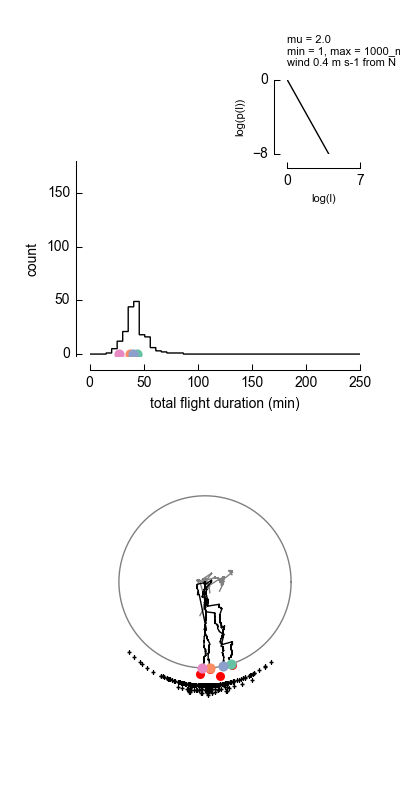 mu = 2.0
min = 1, max = 1000_m
wind 0.4 m s-1 from N
0
log(p(l))
−8
0 7
log(l)
150
100
count
50
0
0 50 100 150 200 250
total flight duration (min)